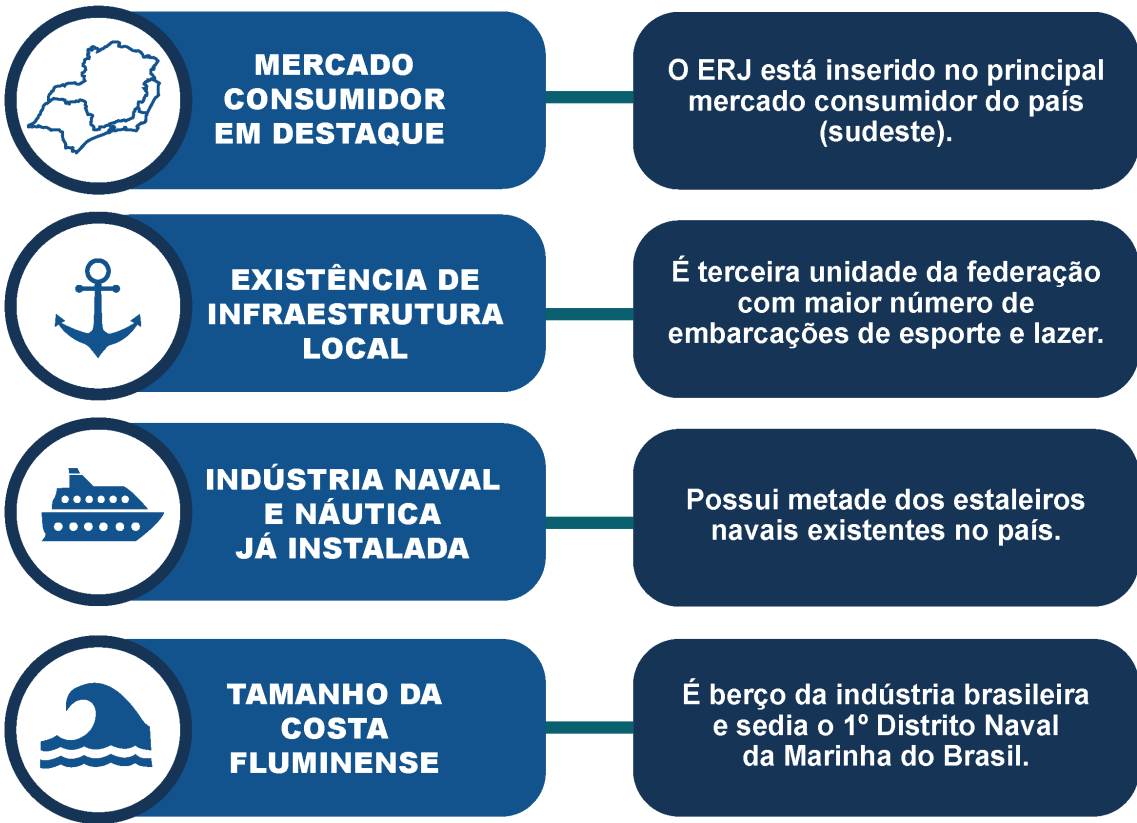 MERCADO
CONSUMIDOR
EM DESTAQUE
O ERJ está inserido no principal
mercado consumidor do país
(sudeste).
EXISTÊNCIA DE
INFRAESTRUTURA
LOCAL
É terceira unidade da federação
com maior número de
embarcações de esporte e lazer.
INDÚSTRIA NAVAL
E NÁUTICA
JÁ INSTALADA
Possui metade dos estaleiros
navais existentes no país.
TAMANHO DA
COSTA
FLUMINENSE
É berço da indústria brasileira
e sedia o 1º Distrito Naval
da Marinha do Brasil.